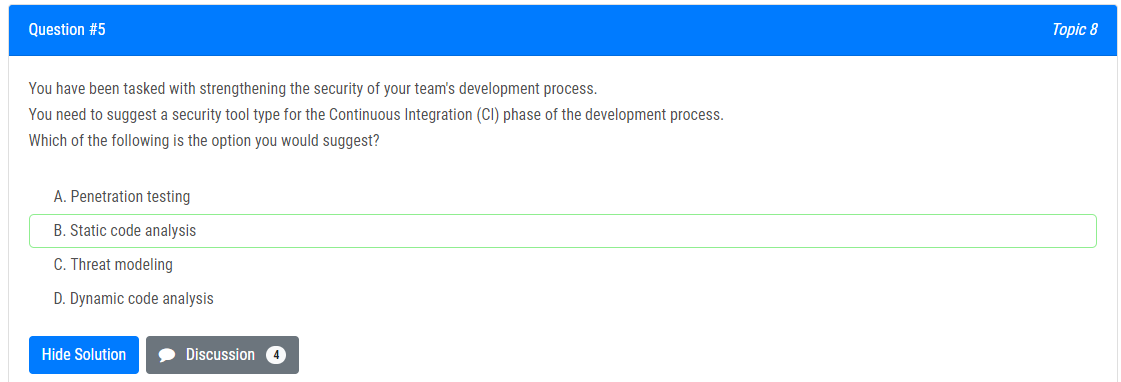 Question #5
Topic 8
You have been tasked with strengthening the security of your team's development process.
You need to suggest a security tool type for the Continuous Integration (CI) phase of the development process.
Which of the following is the option you would suggest?
A. Penetration testing
B. Static code analysis
C. Threat modeling
D. Dynamic code analysis
Hide Solution
Discussion 4